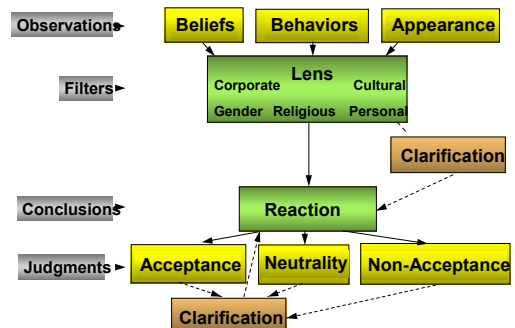 Observations Beliefs Behaviors Appearance
Lens
Corporate Cultural
Filters
Gender Religious Personal
Clarification
Conclusions Reaction
Judgments Acceptance Neutrality Non-Acceptance
Clarification